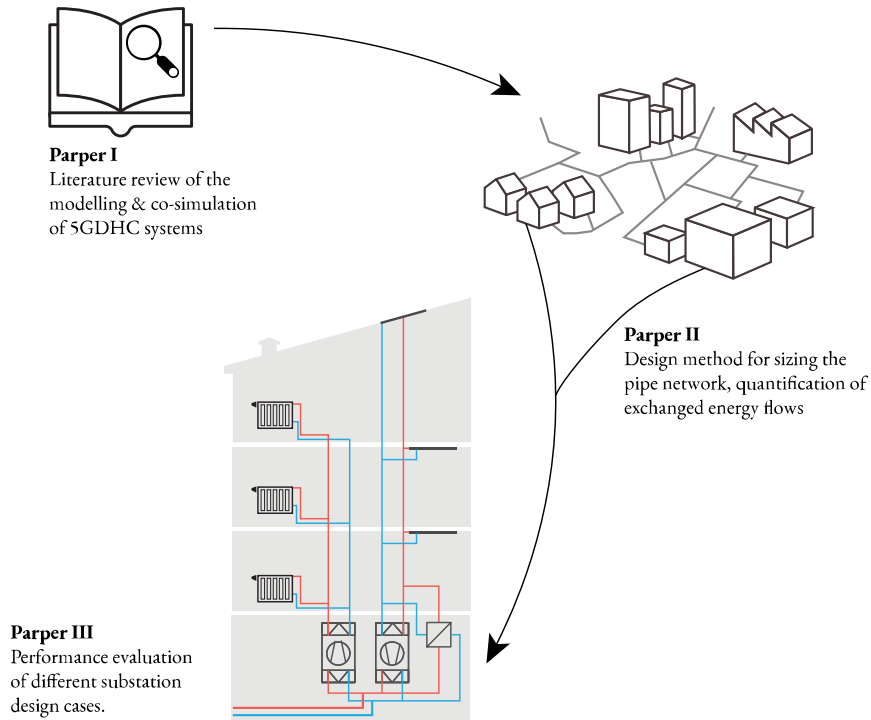 Parper I
Literature review of the
modelling & co-simulation
of 5GDHC systems
Parper II
Design method for sizing the
pipe network, quantification of
exchanged energy flows
Parper III
Performance evaluation
of different substation
design cases.